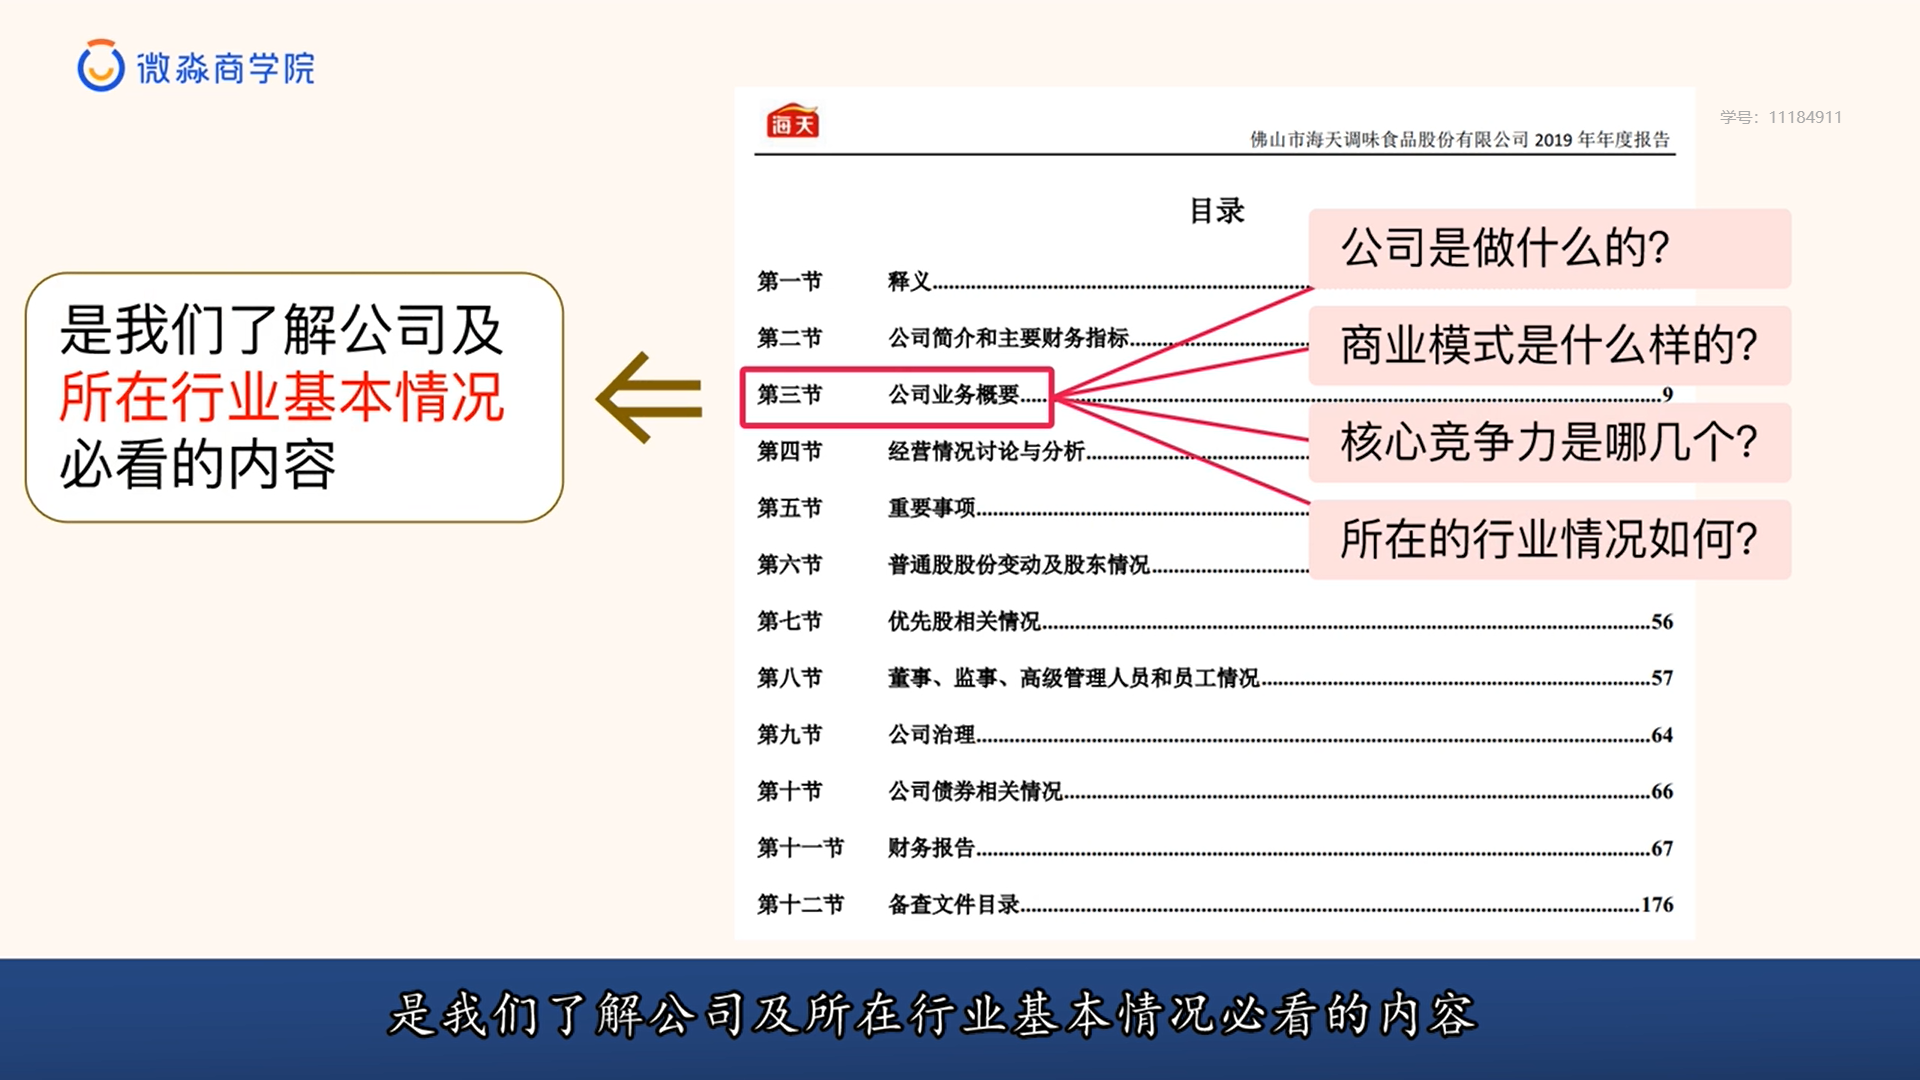 微淼商学院
学号：11184911
海天
佛山市海天调味食品股份有限公司 2019 年年度报告
目录
是我们了解公司及
所在行业基本情况
必看的内容
第一节 释义
第二节 公司简介和主要财务指标
第三节 公司业务概要 9
第四节 经营情况讨论与分析
第五节 重要事项
第六节 普通股股份变动及股东情况
第七节 优先股相关情况 56
第八节 董事、监事、高级管理人员和员工情况 57
第九节 公司治理 64
第十节 公司债券相关情况 66
第十一节 财务报告 67
第十二节 备查文件目录 176
公司是做什么的？
商业模式是什么样的？
核心竞争力是哪几个？
所在的行业情况如何？
是我们了解公司及所在行业基本情况必看的内容